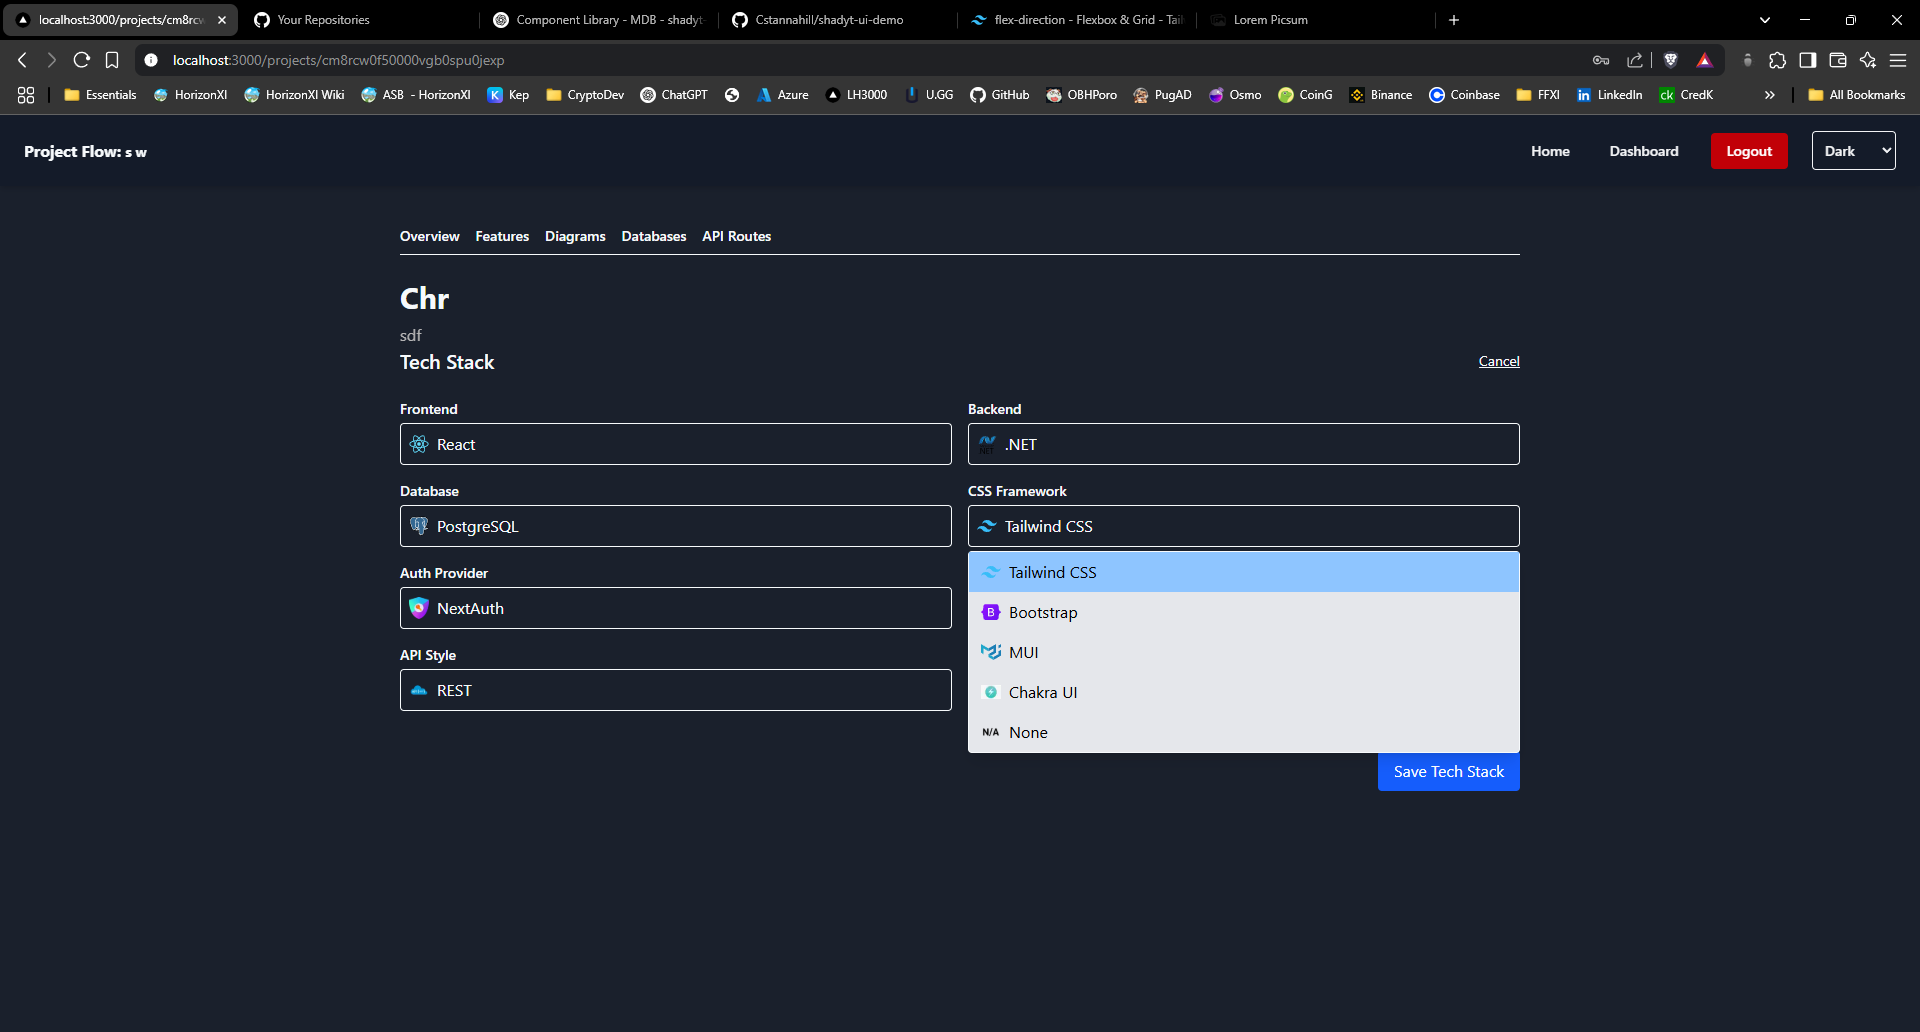 localhost:3000/projects/cm8rcw
Your Repositories
Component Library - MDB - shadyt-
Cstannahill/shadyt-ui-demo
flex-direction - Flexbox & Grid - Tail
Lorem Picsum
localhost:3000/projects/cm8rcw0f50000vgb0spu0jexp
Essentials
HorizonXI
HorizonXI Wiki
ASB - HorizonXI
Kep
CryptoDev
ChatGPT
Azure
LH3000
U.GG
GitHub
OBHPoro
PugAD
Osmo
CoinG
Binance
Coinbase
FFXI
LinkedIn
CredK
All Bookmarks
Project Flow: s w
Home
Dashboard
Logout
Dark
Overview Features Diagrams Databases API Routes
Chr
sdf
Tech Stack
Cancel
Frontend
React
Backend
.NET
Database
PostgreSQL
CSS Framework
Tailwind CSS
Auth Provider
NextAuth
Tailwind CSS
Bootstrap
MUI
Chakra UI
N/A None
API Style
REST
Save Tech Stack